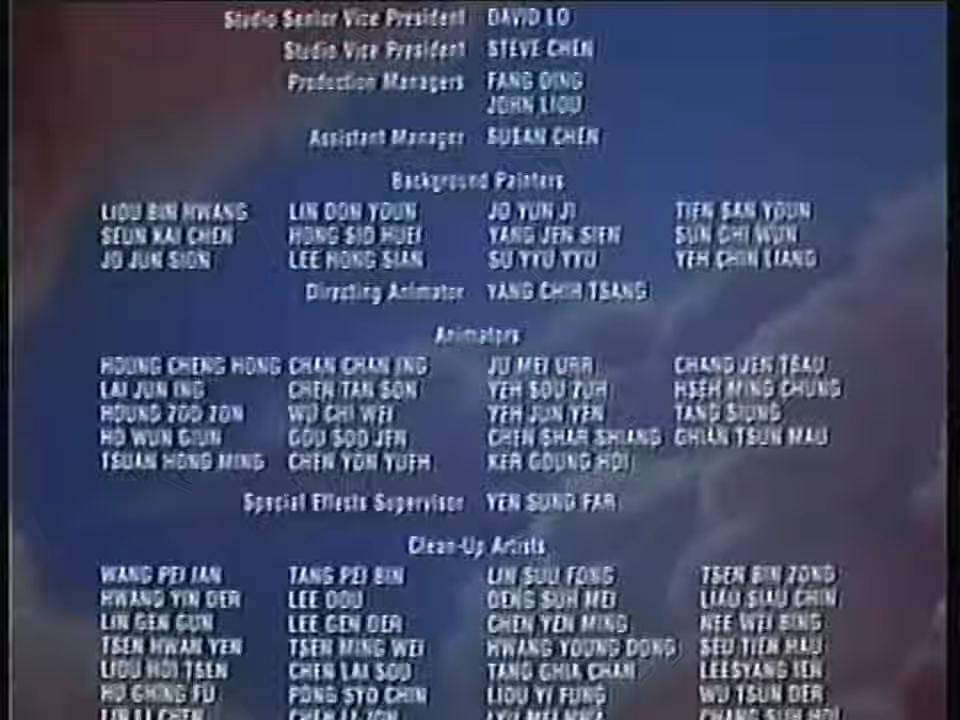 Studio Senior Vice President DAVID LO
Studio Vice President STEVE CHEN
Production Managers FANG DING
JOHN LIOU
Assistant Manager SUSAN CHEN
Background Painters
LIOU BIN HWANG LIN DON YOUN JO YUN JI TIEN SAN YOUN
SEUN KAI CHEN HONG SIO HUEI YANG JEN SIEN SUN CHI WUN
JO JUN SION LEE HONG SIAN SU YYU YYU YEH CHIN LIANG
Directing Animator YANG CHIH TSANG
Animators
HOUNG CHENG HONG CHAN CHAN ING JU MEI URR CHANG JEN TSAU
LAI JUN ING CHEN TAN SON YEH SOU ZUH HSEH MING CHUNG
HOUNG ZOO ZON WU CHI WEI YEH JUN YEN TANG SIUNG
HO WUN GIUN GOU SOO JEN CHEN SHAR SHIANG GHIAN TSUN MAU
TSUAN HONG MING CHEN YON YUEH KER GOUNG HOI
Special Effects Supervisor YEN SUNG FAR
Clean-Up Artists
WANG PEI IAN TANG PEI BIN LIN SUU FONG TSEN BIN ZONG
HWANG YIN DER LEE DOU DENG SUH MEI LIAU SIAU CHIN
LIN GEN GUN LEE GEN DER CHEN YEN MING NEE WEI BING
TSEN HWAN YEN TSEN MING WEI HWANG YOUNG DONG SEU TIEN HAU
LIOU HOI TSEN CHEN LAI SOU TANG GHIA CHAN LEESYANG IEN
HU GHING FU PONG SYO CHIN LIOU YI FUNG WU TSUN DER
LIN LI CHEN CHEN LI